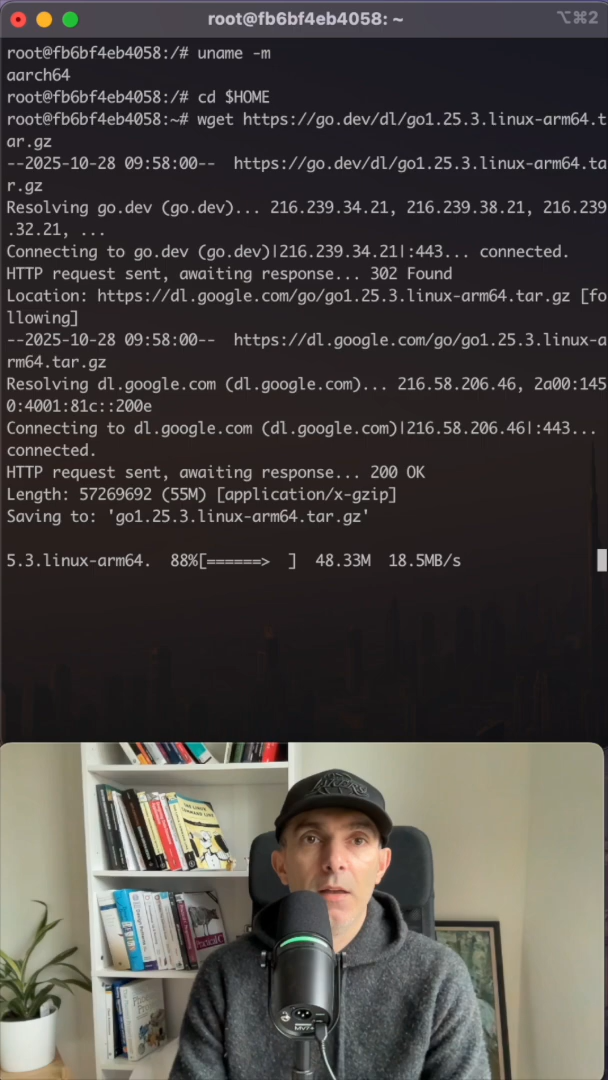 root@fb6bf4eb4058: ~
⌥⌘2
root@fb6bf4eb4058:/# uname -m
aarch64
root@fb6bf4eb4058:/# cd $HOME
root@fb6bf4eb4058:~# wget https://go.dev/dl/go1.25.3.linux-arm64.t
ar.gz
--2025-10-28 09:58:00--  https://go.dev/dl/go1.25.3.linux-arm64.ta
r.gz
Resolving go.dev (go.dev)... 216.239.34.21, 216.239.38.21, 216.239
.32.21, ...
Connecting to go.dev (go.dev)|216.239.34.21|:443... connected.
HTTP request sent, awaiting response... 302 Found
Location: https://dl.google.com/go/go1.25.3.linux-arm64.tar.gz [fo
llowing]
--2025-10-28 09:58:00--  https://dl.google.com/go/go1.25.3.linux-a
rm64.tar.gz
Resolving dl.google.com (dl.google.com)... 216.58.206.46, 2a00:145
0:4001:81c::200e
Connecting to dl.google.com (dl.google.com)|216.58.206.46|:443...
connected.
HTTP request sent, awaiting response... 200 OK
Length: 57269692 (55M) [application/x-gzip]
Saving to: 'go1.25.3.linux-arm64.tar.gz'
5.3.linux-arm64.  88%[======>  ]  48.33M  18.5MB/s
THE LINUX
COMMAND LINE
MV7+